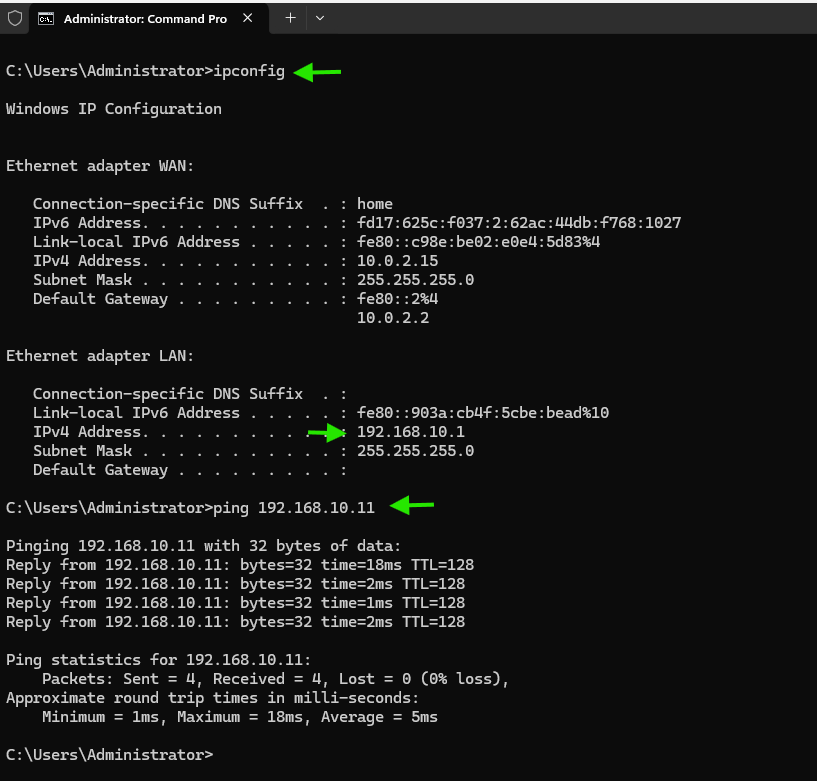 Administrator: Command Pro
C:\Users\Administrator>ipconfig
Windows IP Configuration
Ethernet adapter WAN:
Connection-specific DNS Suffix  . : home
IPv6 Address. . . . . . . . . . . : fd17:625c:f037:2:62ac:44db:f768:1027
Link-local IPv6 Address . . . . . : fe80::c98e:be02:e0e4:5d83%4
IPv4 Address. . . . . . . . . . . : 10.0.2.15
Subnet Mask . . . . . . . . . . . : 255.255.255.0
Default Gateway . . . . . . . . . : fe80::2%4
10.0.2.2
Ethernet adapter LAN:
Connection-specific DNS Suffix  . :
Link-local IPv6 Address . . . . . : fe80::903a:cb4f:5cbe:bead%10
IPv4 Address. . . . . . . . . . . : 192.168.10.1
Subnet Mask . . . . . . . . . . . : 255.255.255.0
Default Gateway . . . . . . . . . :
C:\Users\Administrator>ping 192.168.10.11
Pinging 192.168.10.11 with 32 bytes of data:
Reply from 192.168.10.11: bytes=32 time=18ms TTL=128
Reply from 192.168.10.11: bytes=32 time=2ms TTL=128
Reply from 192.168.10.11: bytes=32 time=1ms TTL=128
Reply from 192.168.10.11: bytes=32 time=2ms TTL=128
Ping statistics for 192.168.10.11:
Packets: Sent = 4, Received = 4, Lost = 0 (0% loss),
Approximate round trip times in milli-seconds:
Minimum = 1ms, Maximum = 18ms, Average = 5ms
C:\Users\Administrator>